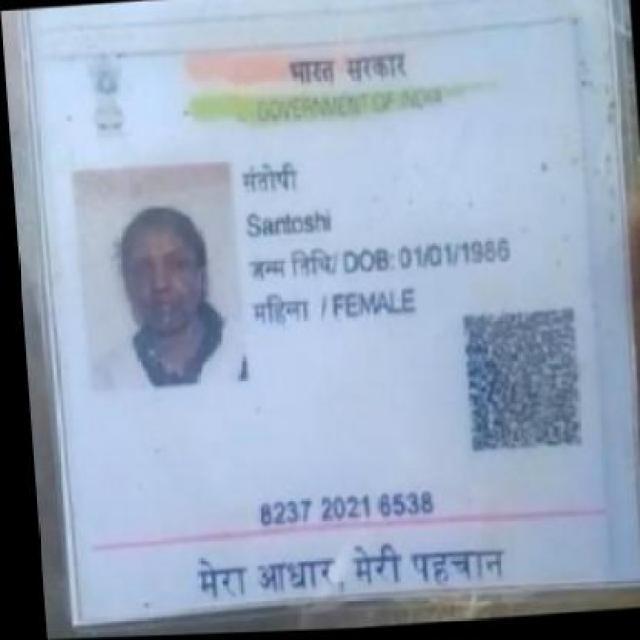 भारत सरकार
GOVERNMENT OF INDIA
संतोषी
Santoshi
जन्म तिथि/ DOB: 01/01/1986
महिला / FEMALE
8237 2021 6538
मेरा आधार, मेरी पहचान